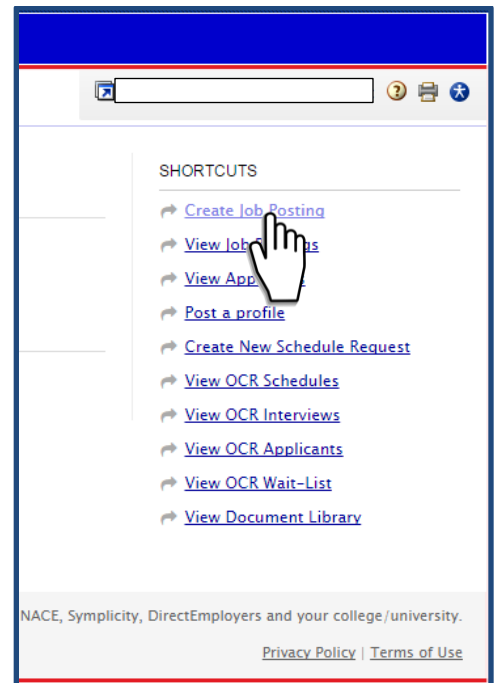 SHORTCUTS
Create Job Posting
View Job
View App
Post a profile
Create New Schedule Request
View OCR Schedules
View OCR Interviews
View OCR Applicants
View OCR Wait-List
View Document Library
NACE, Symplicity, DirectEmployers and your college/university.
Privacy Policy | Terms of Use